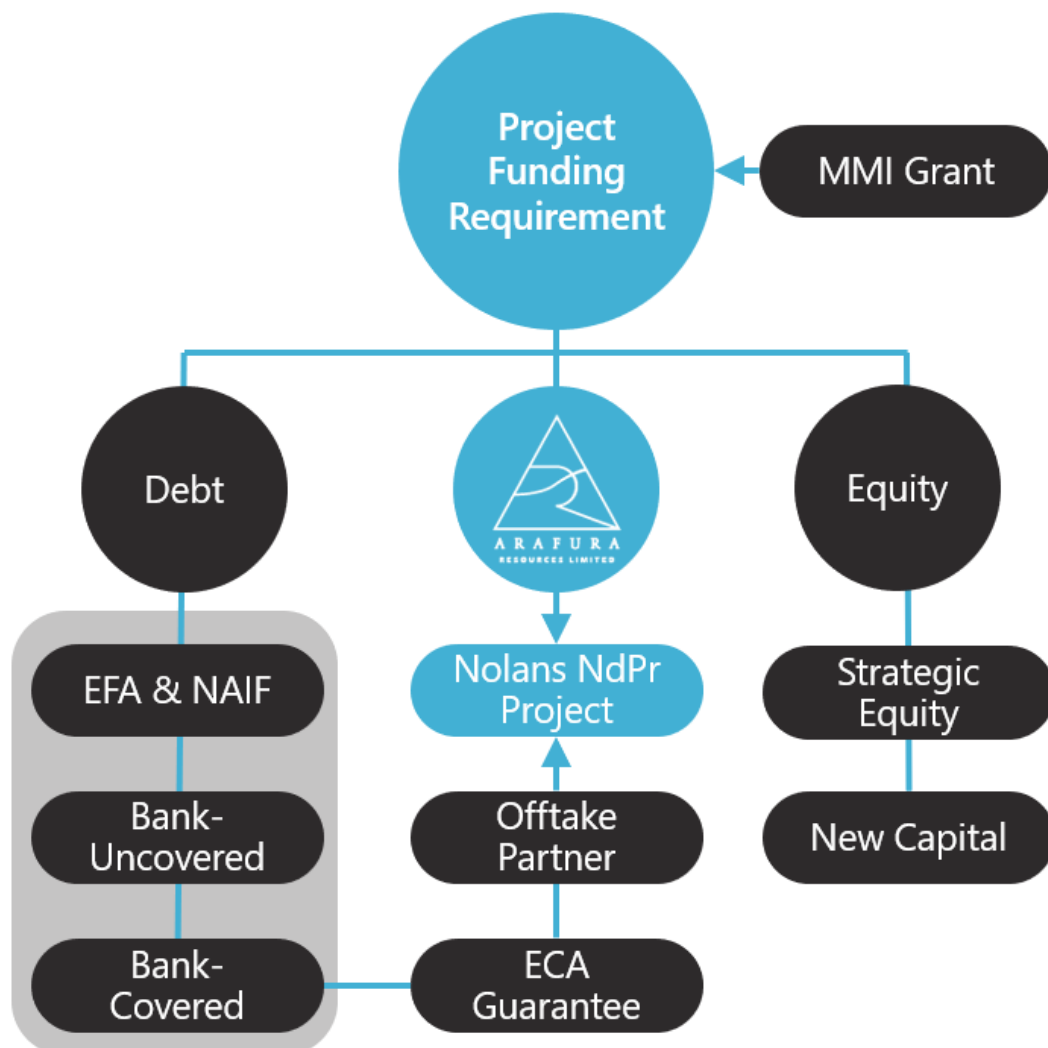 Project
Funding
Requirement
MMI Grant
Debt
ARAFURA
RESOURCES LIMITED
Equity
EFA & NAIF
Nolans NdPr
Project
Strategic
Equity
Bank-
Uncovered
Offtake
Partner
New Capital
Bank-
Covered
ECA
Guarantee